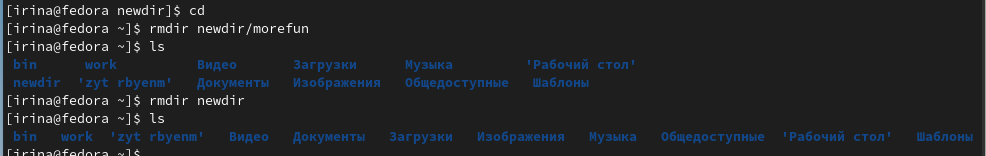 [irina@fedora newdir]$ cd
[irina@fedora ~]$ rmdir newdir/morefun
[irina@fedora ~]$ ls
bin work Видео Загрузки Музыка 'Рабочий стол'
newdir 'zyt rbyenm' Документы Изображения Общедоступные Шаблоны
[irina@fedora ~]$ rmdir newdir
[irina@fedora ~]$ ls
bin work 'zyt rbyenm' Видео Документы Загрузки Изображения Музыка Общедоступные 'Рабочий стол' Шаблоны
[irina@fedora ~]$